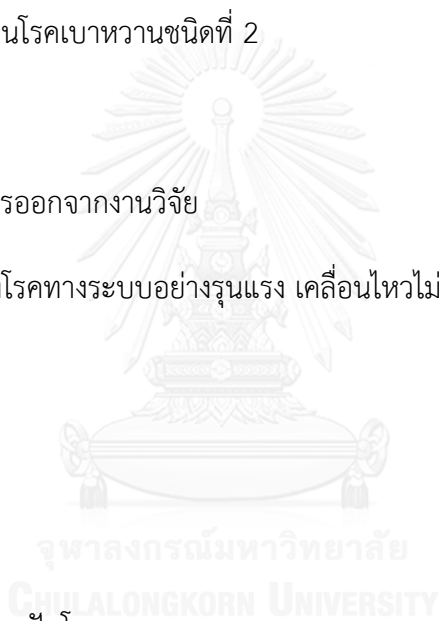 นโรคเบาหวานชนิดที่ 2
รออกจากงานวิจัย
โรคทางระบบอย่างรุนแรง เคลื่อนไหวไม่
จุฬาลงกรณ์มหาวิทยาลัย
CHULALONGKORN UNIVERSITY